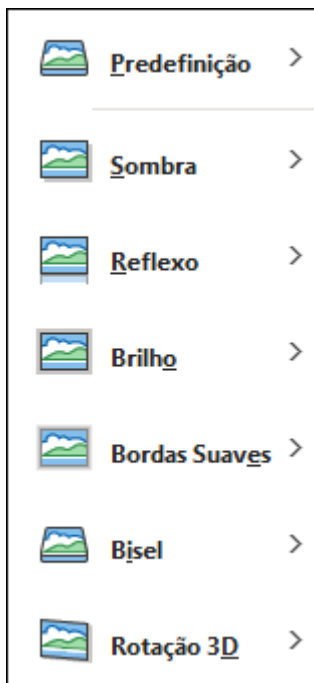 Predefinição
Sombra
Reflexo
Brilho
Bordas Suaves
Bisel
Rotação 3D